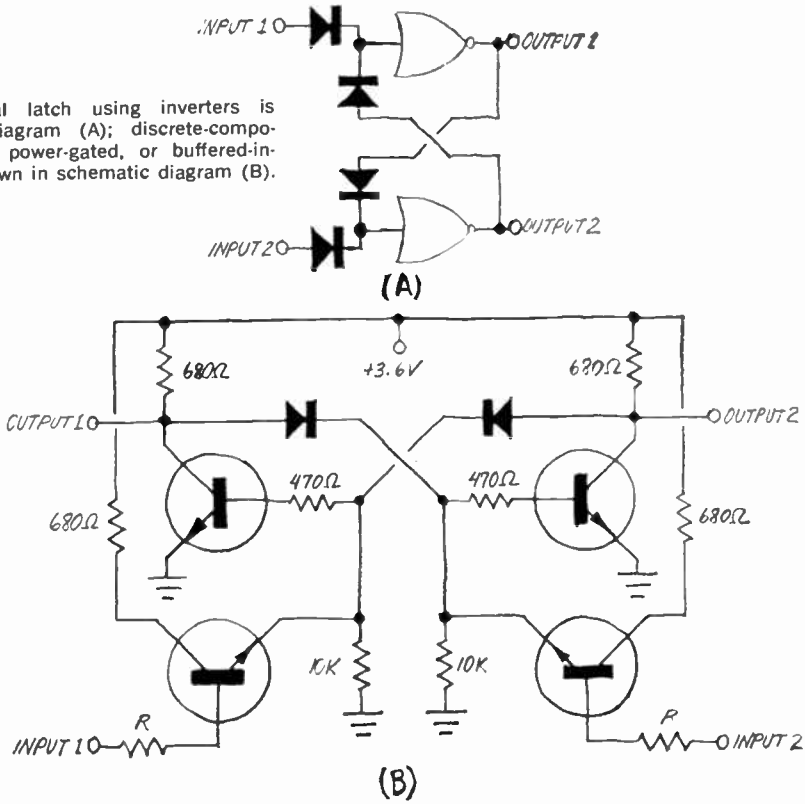 INPUT 1
OUTPUT 1
al latch using inverters is
iagram (A); discrete-compo-
power-gated, or buffered-in-
wn in schematic diagram (B).
INPUT 2
OUTPUT 2
(A)
680Ω
+3.6V
680Ω
OUTPUT 1
OUTPUT 2
470Ω
470Ω
680Ω
680Ω
10K
10K
R
R
INPUT 1
INPUT 2
(B)